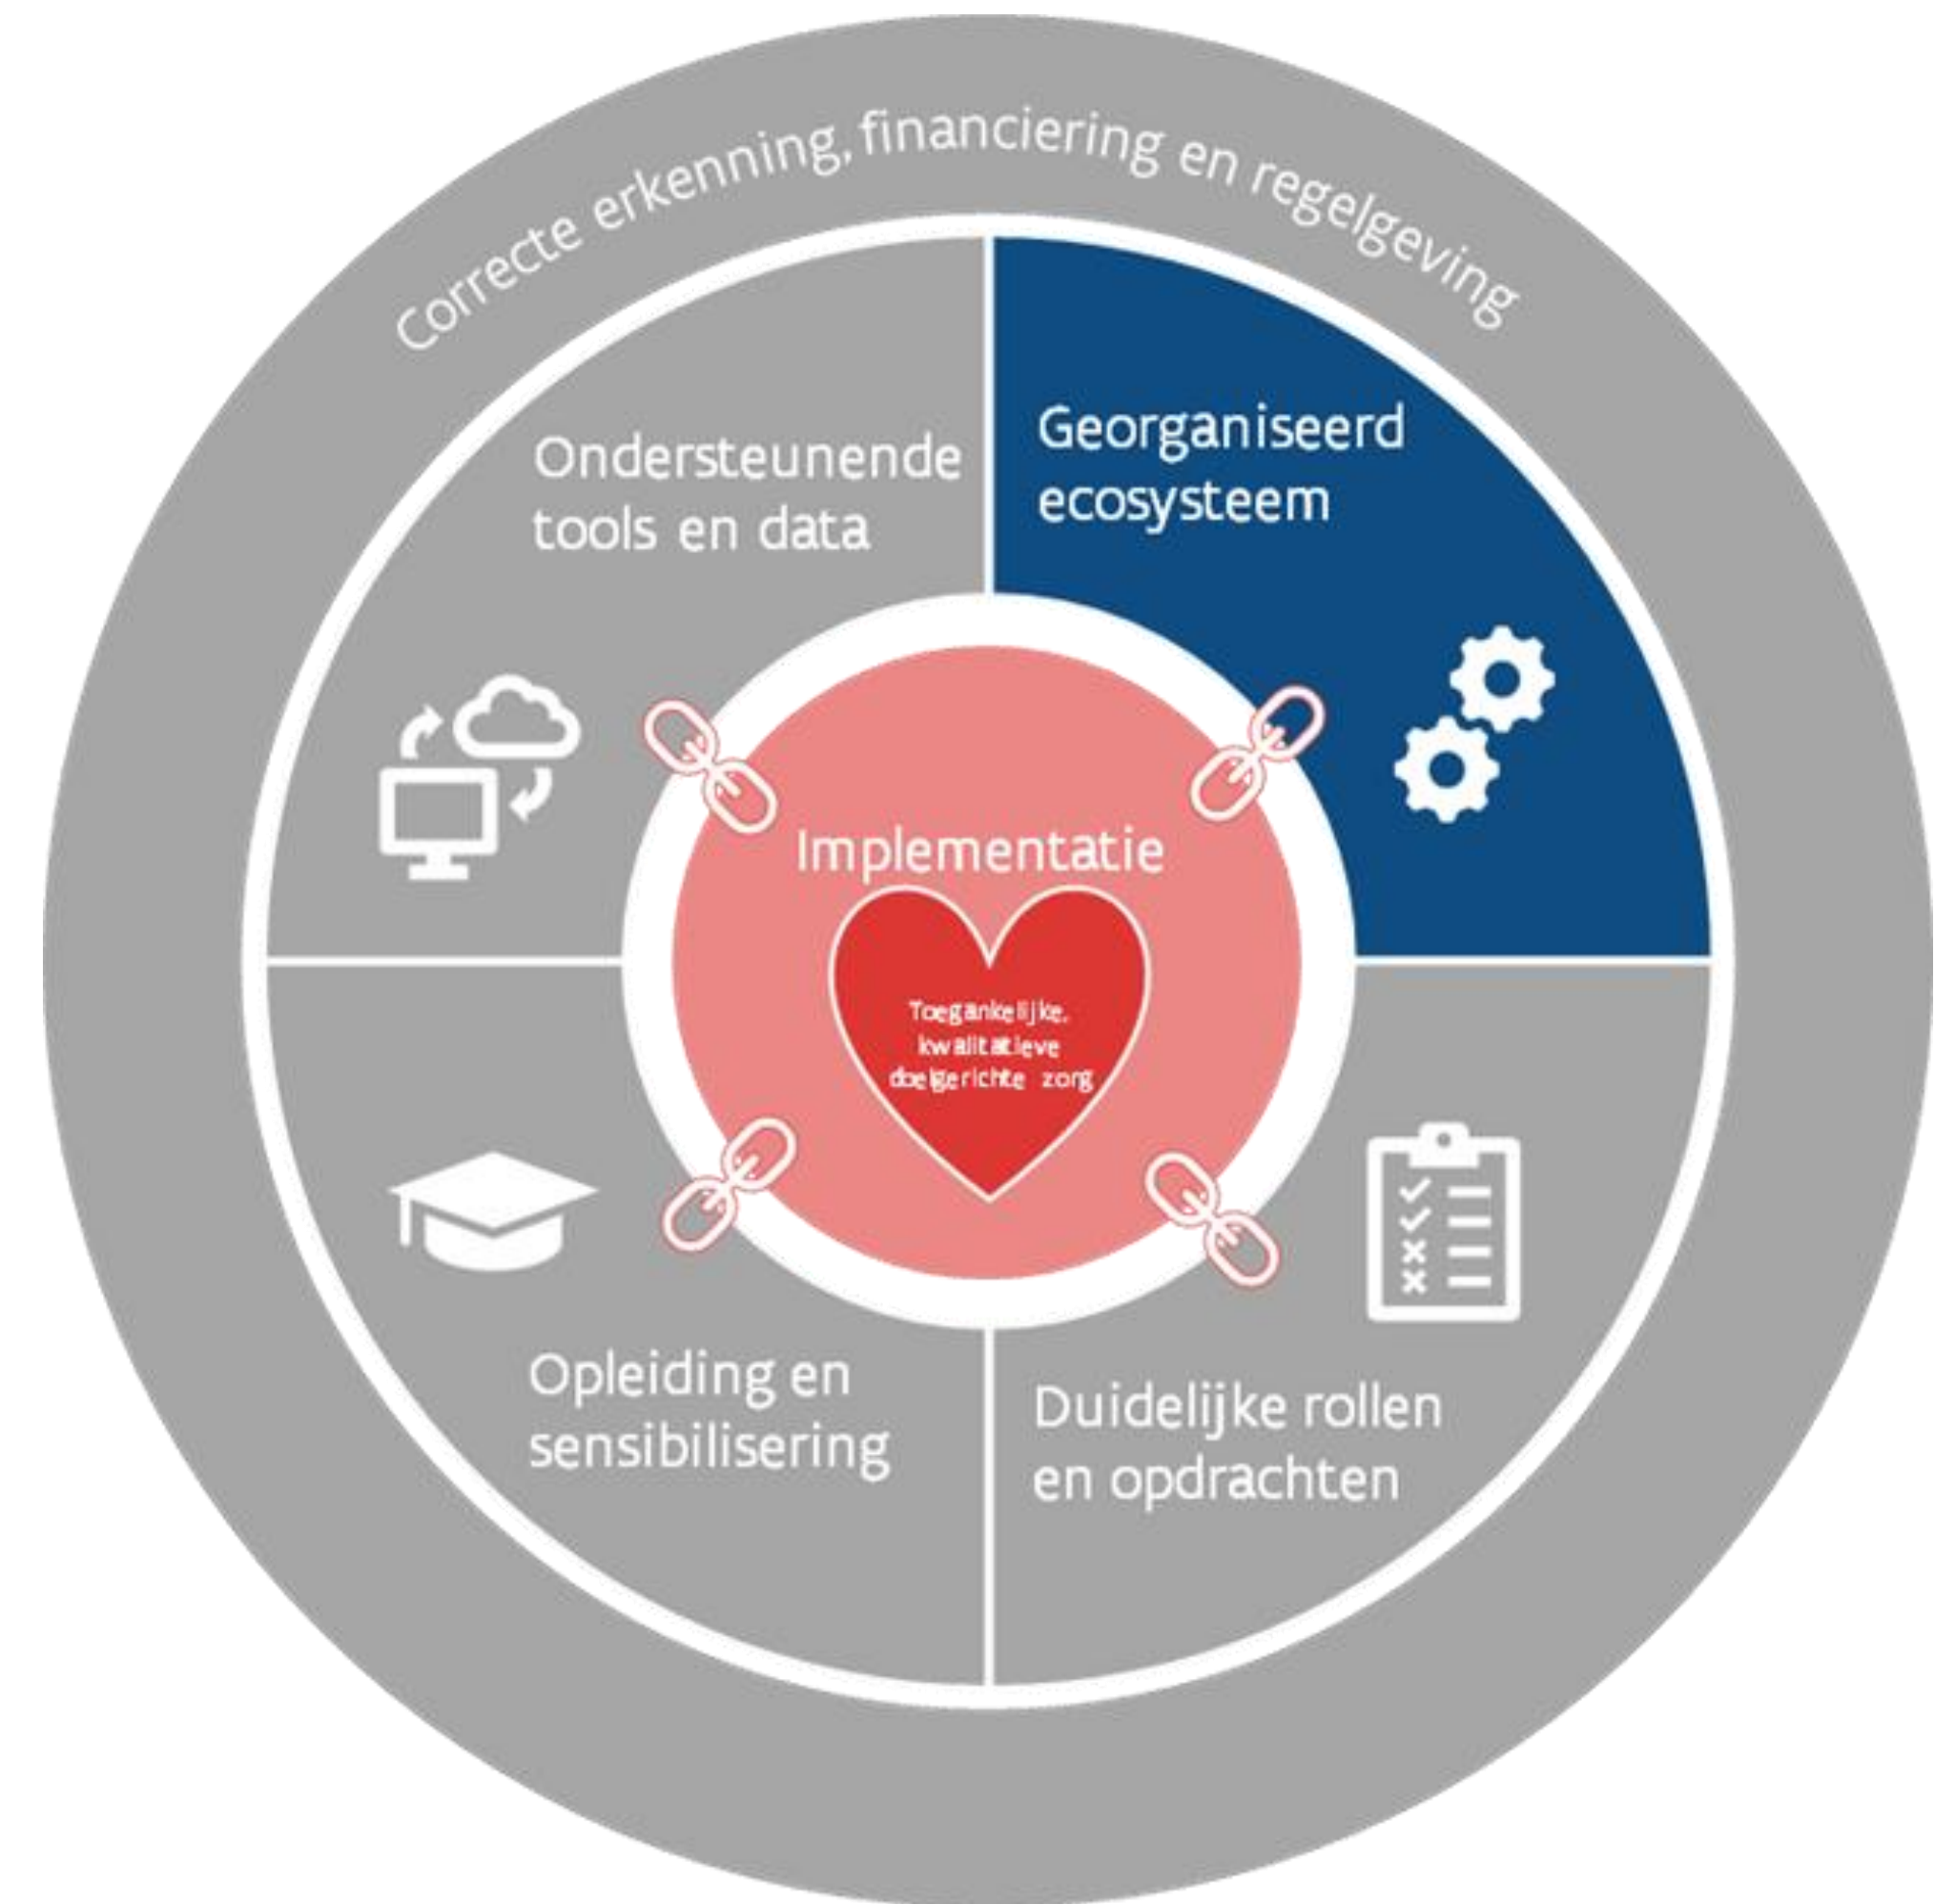 Correcte erkenning, financiering en regelgeving
Ondersteunende
tools en data
Georganiseerd
ecosysteem
Implementatie
Toegankelijke,
kwalitatieve
doelgerichte zorg
Opleiding en
sensibilisering
Duidelijke rollen
en opdrachten